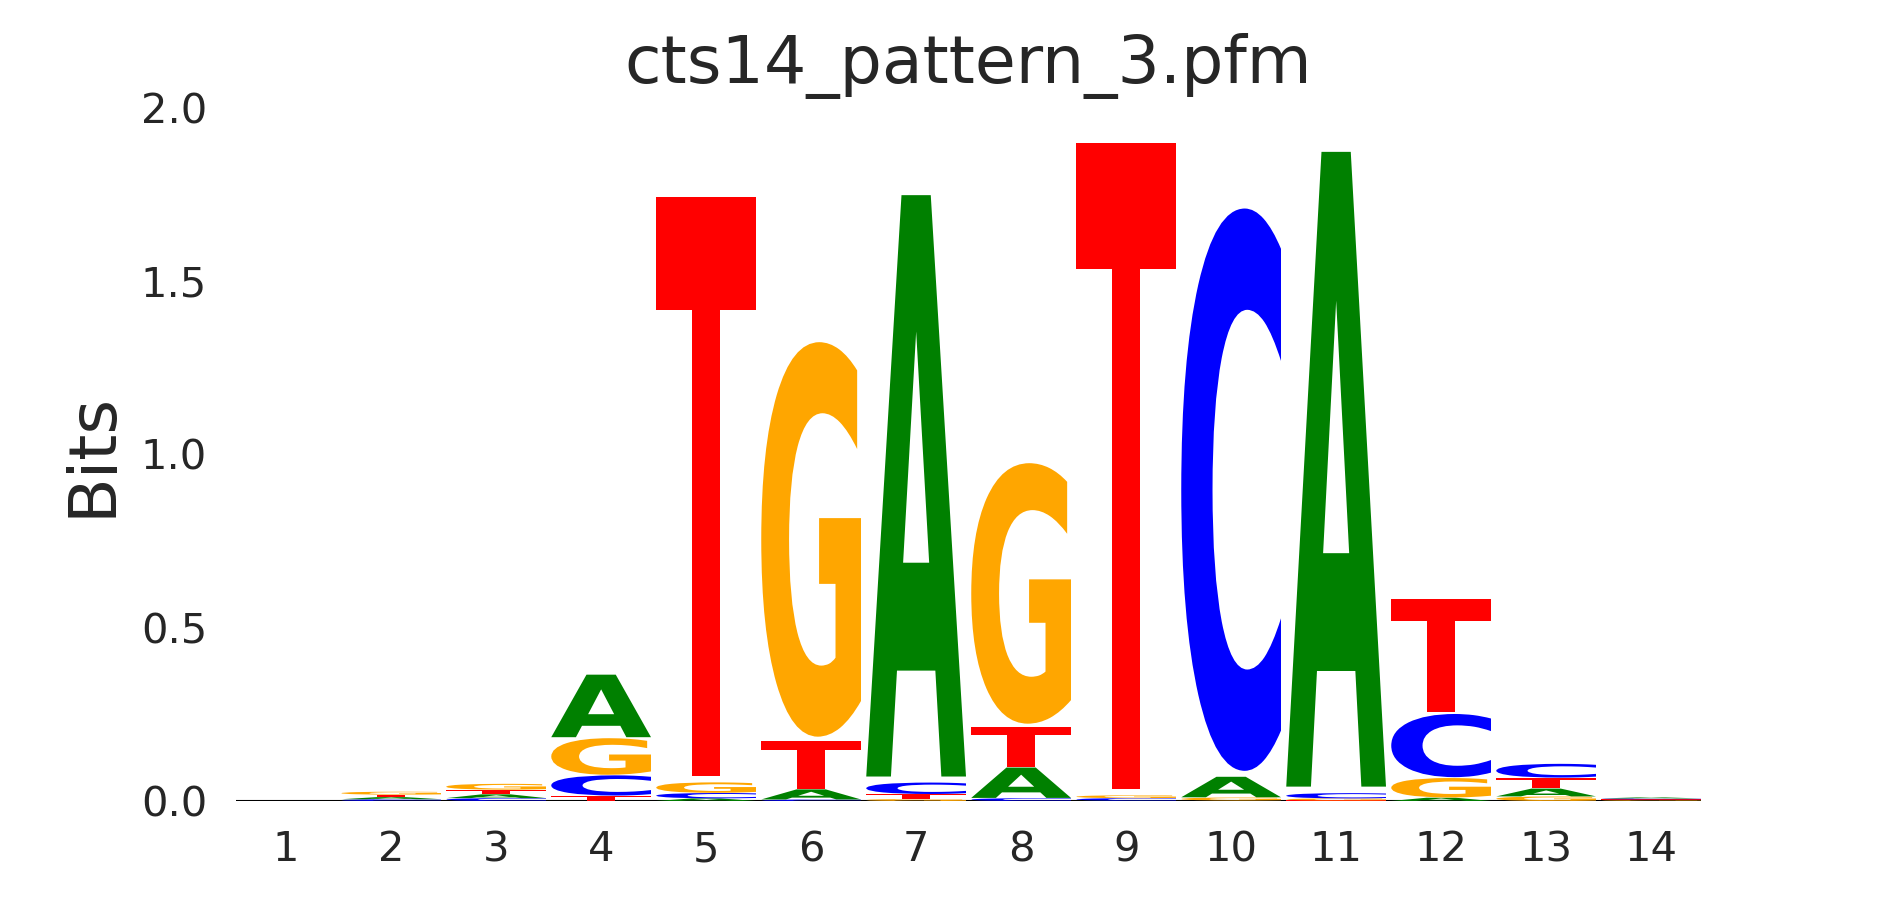 cts14_pattern_3.pfm
2.0
1.5
1.0
0.5
0.0
Bits
A G C T T G C A G T A C A C T G G T A C T G C A C G A C T T C G A C T A G
1 2 3 4 5 6 7 8 9 10 11 12 13 14